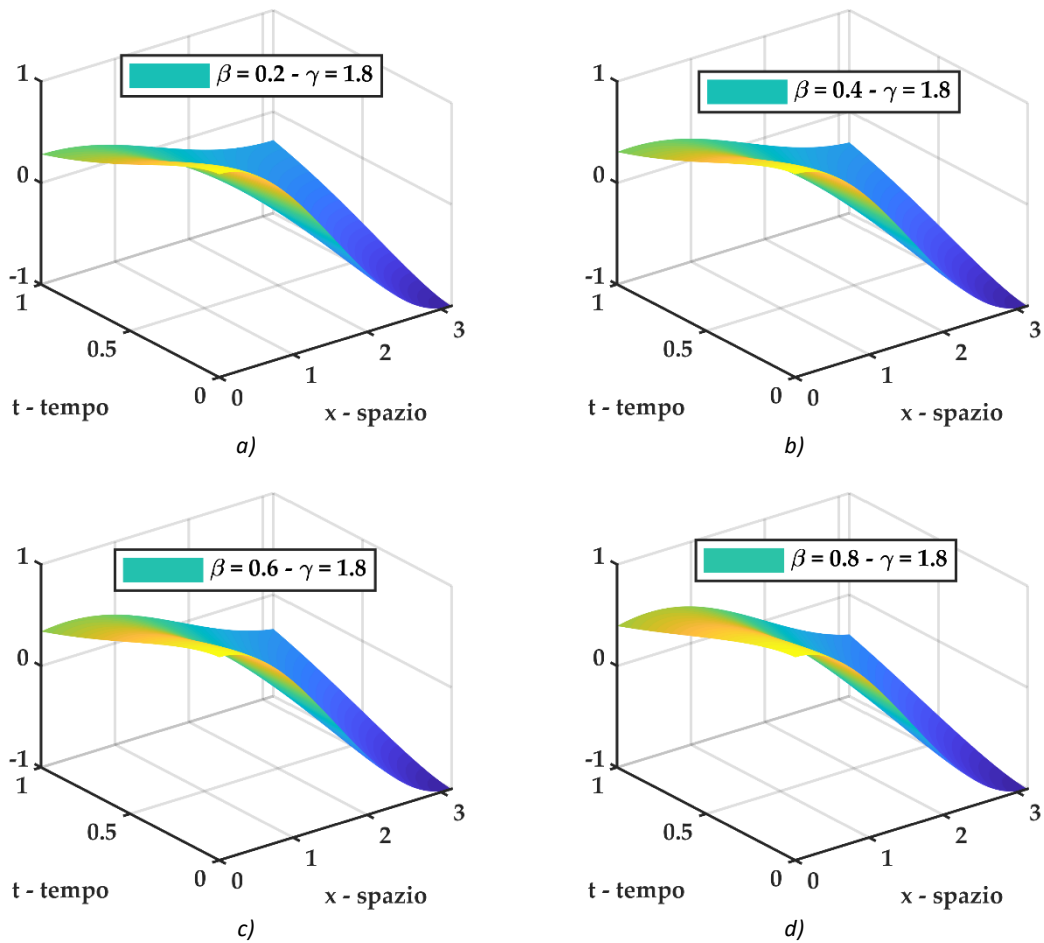 1
β = 0.2 - γ = 1.8
0
-1
1
0.5
0
0
1
2
3
t - tempo
x - spazio
a)
1
β = 0.4 - γ = 1.8
0
-1
1
0.5
0
0
1
2
3
t - tempo
x - spazio
b)
1
β = 0.6 - γ = 1.8
0
-1
1
0.5
0
0
1
2
3
t - tempo
x - spazio
c)
1
β = 0.8 - γ = 1.8
0
-1
1
0.5
0
0
1
2
3
t - tempo
x - spazio
d)